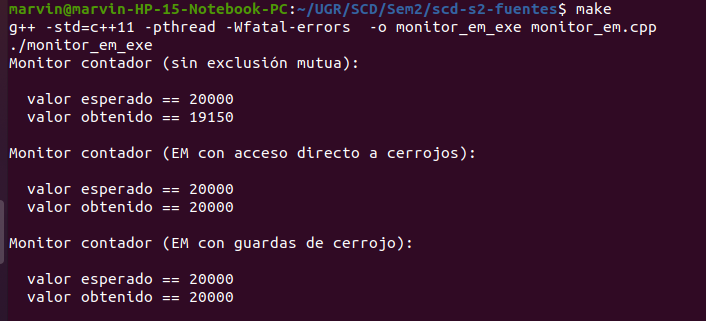 marvin@marvin-HP-15-Notebook-PC:~/UGR/SCD/Sem2/scd-s2-fuentes$ make
g++ -std=c++11 -pthread -Wfatal-errors  -o monitor_em_exe monitor_em.cpp
./monitor_em_exe
Monitor contador (sin exclusión mutua):
  valor esperado == 20000
  valor obtenido == 19150
Monitor contador (EM con acceso directo a cerrojos):
  valor esperado == 20000
  valor obtenido == 20000
Monitor contador (EM con guardas de cerrojo):
  valor esperado == 20000
  valor obtenido == 20000